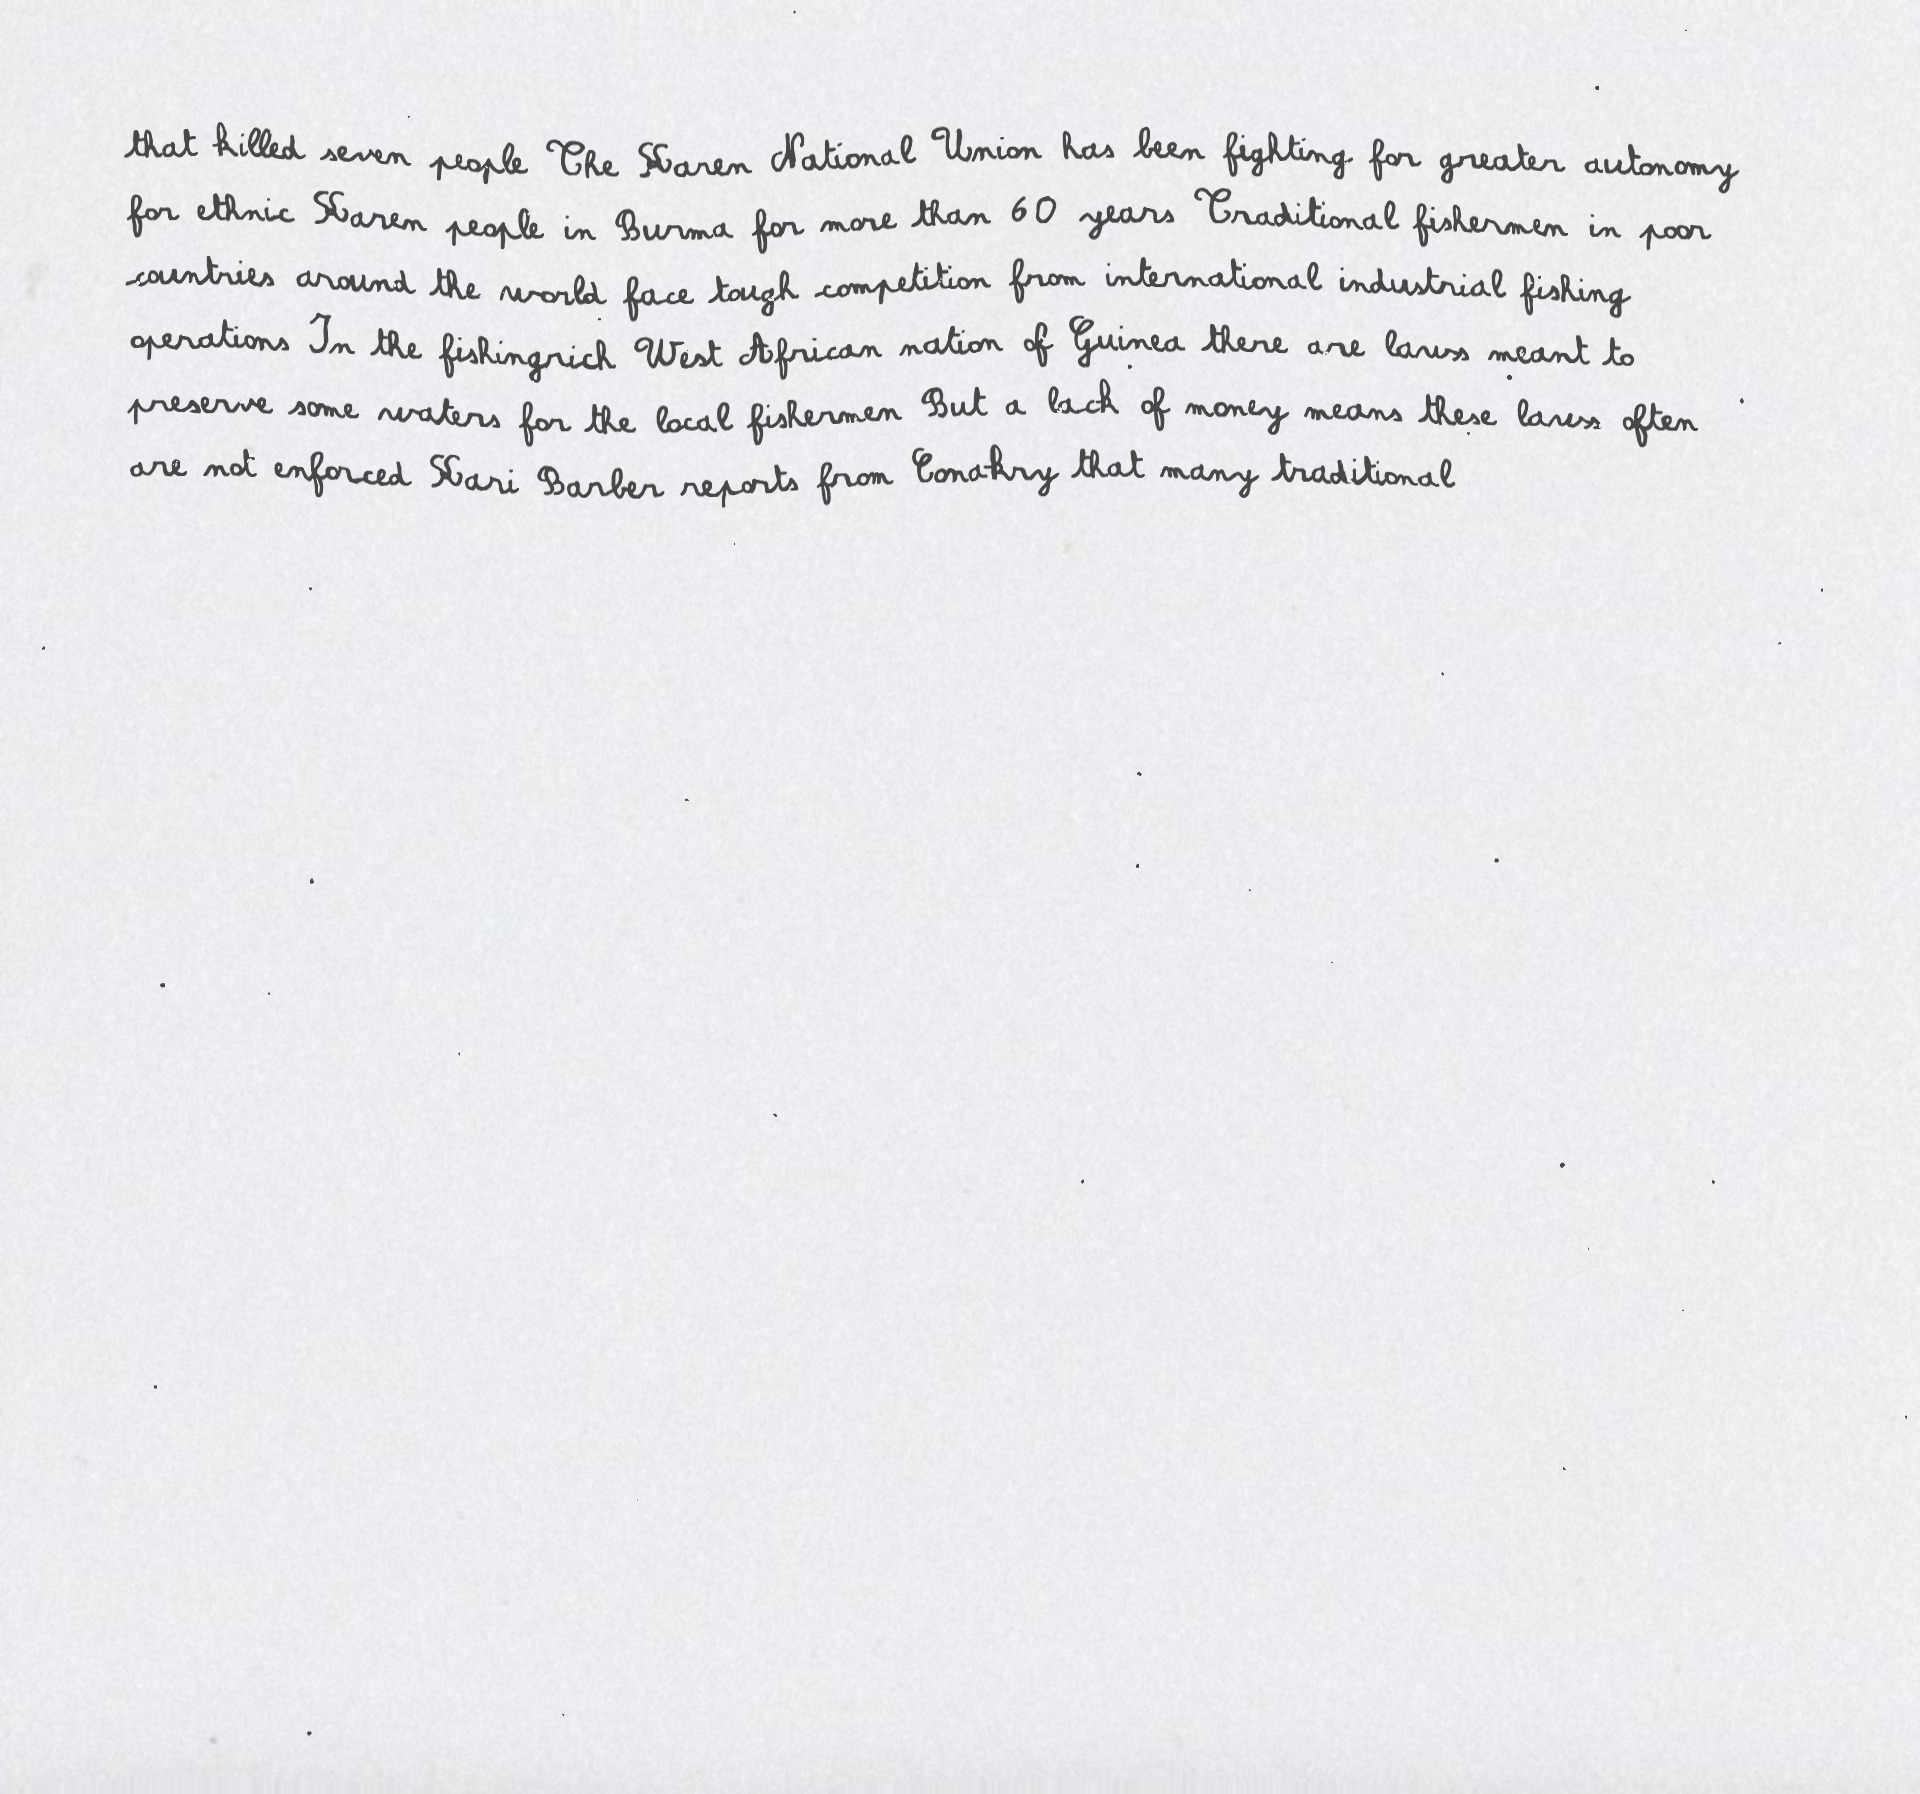 that killed seven people The Karen National Union has been fighting for greater autonomy
for ethnic Karen people in Burma for more than 60 years Traditional fishermen in poor
countries around the world face tough competition from international industrial fishing
operations In the fishingrich West African nation of Guinea there are laws meant to
preserve some waters for the local fishermen But a lack of money means these laws often
are not enforced Kari Barber reports from Conakry that many traditional